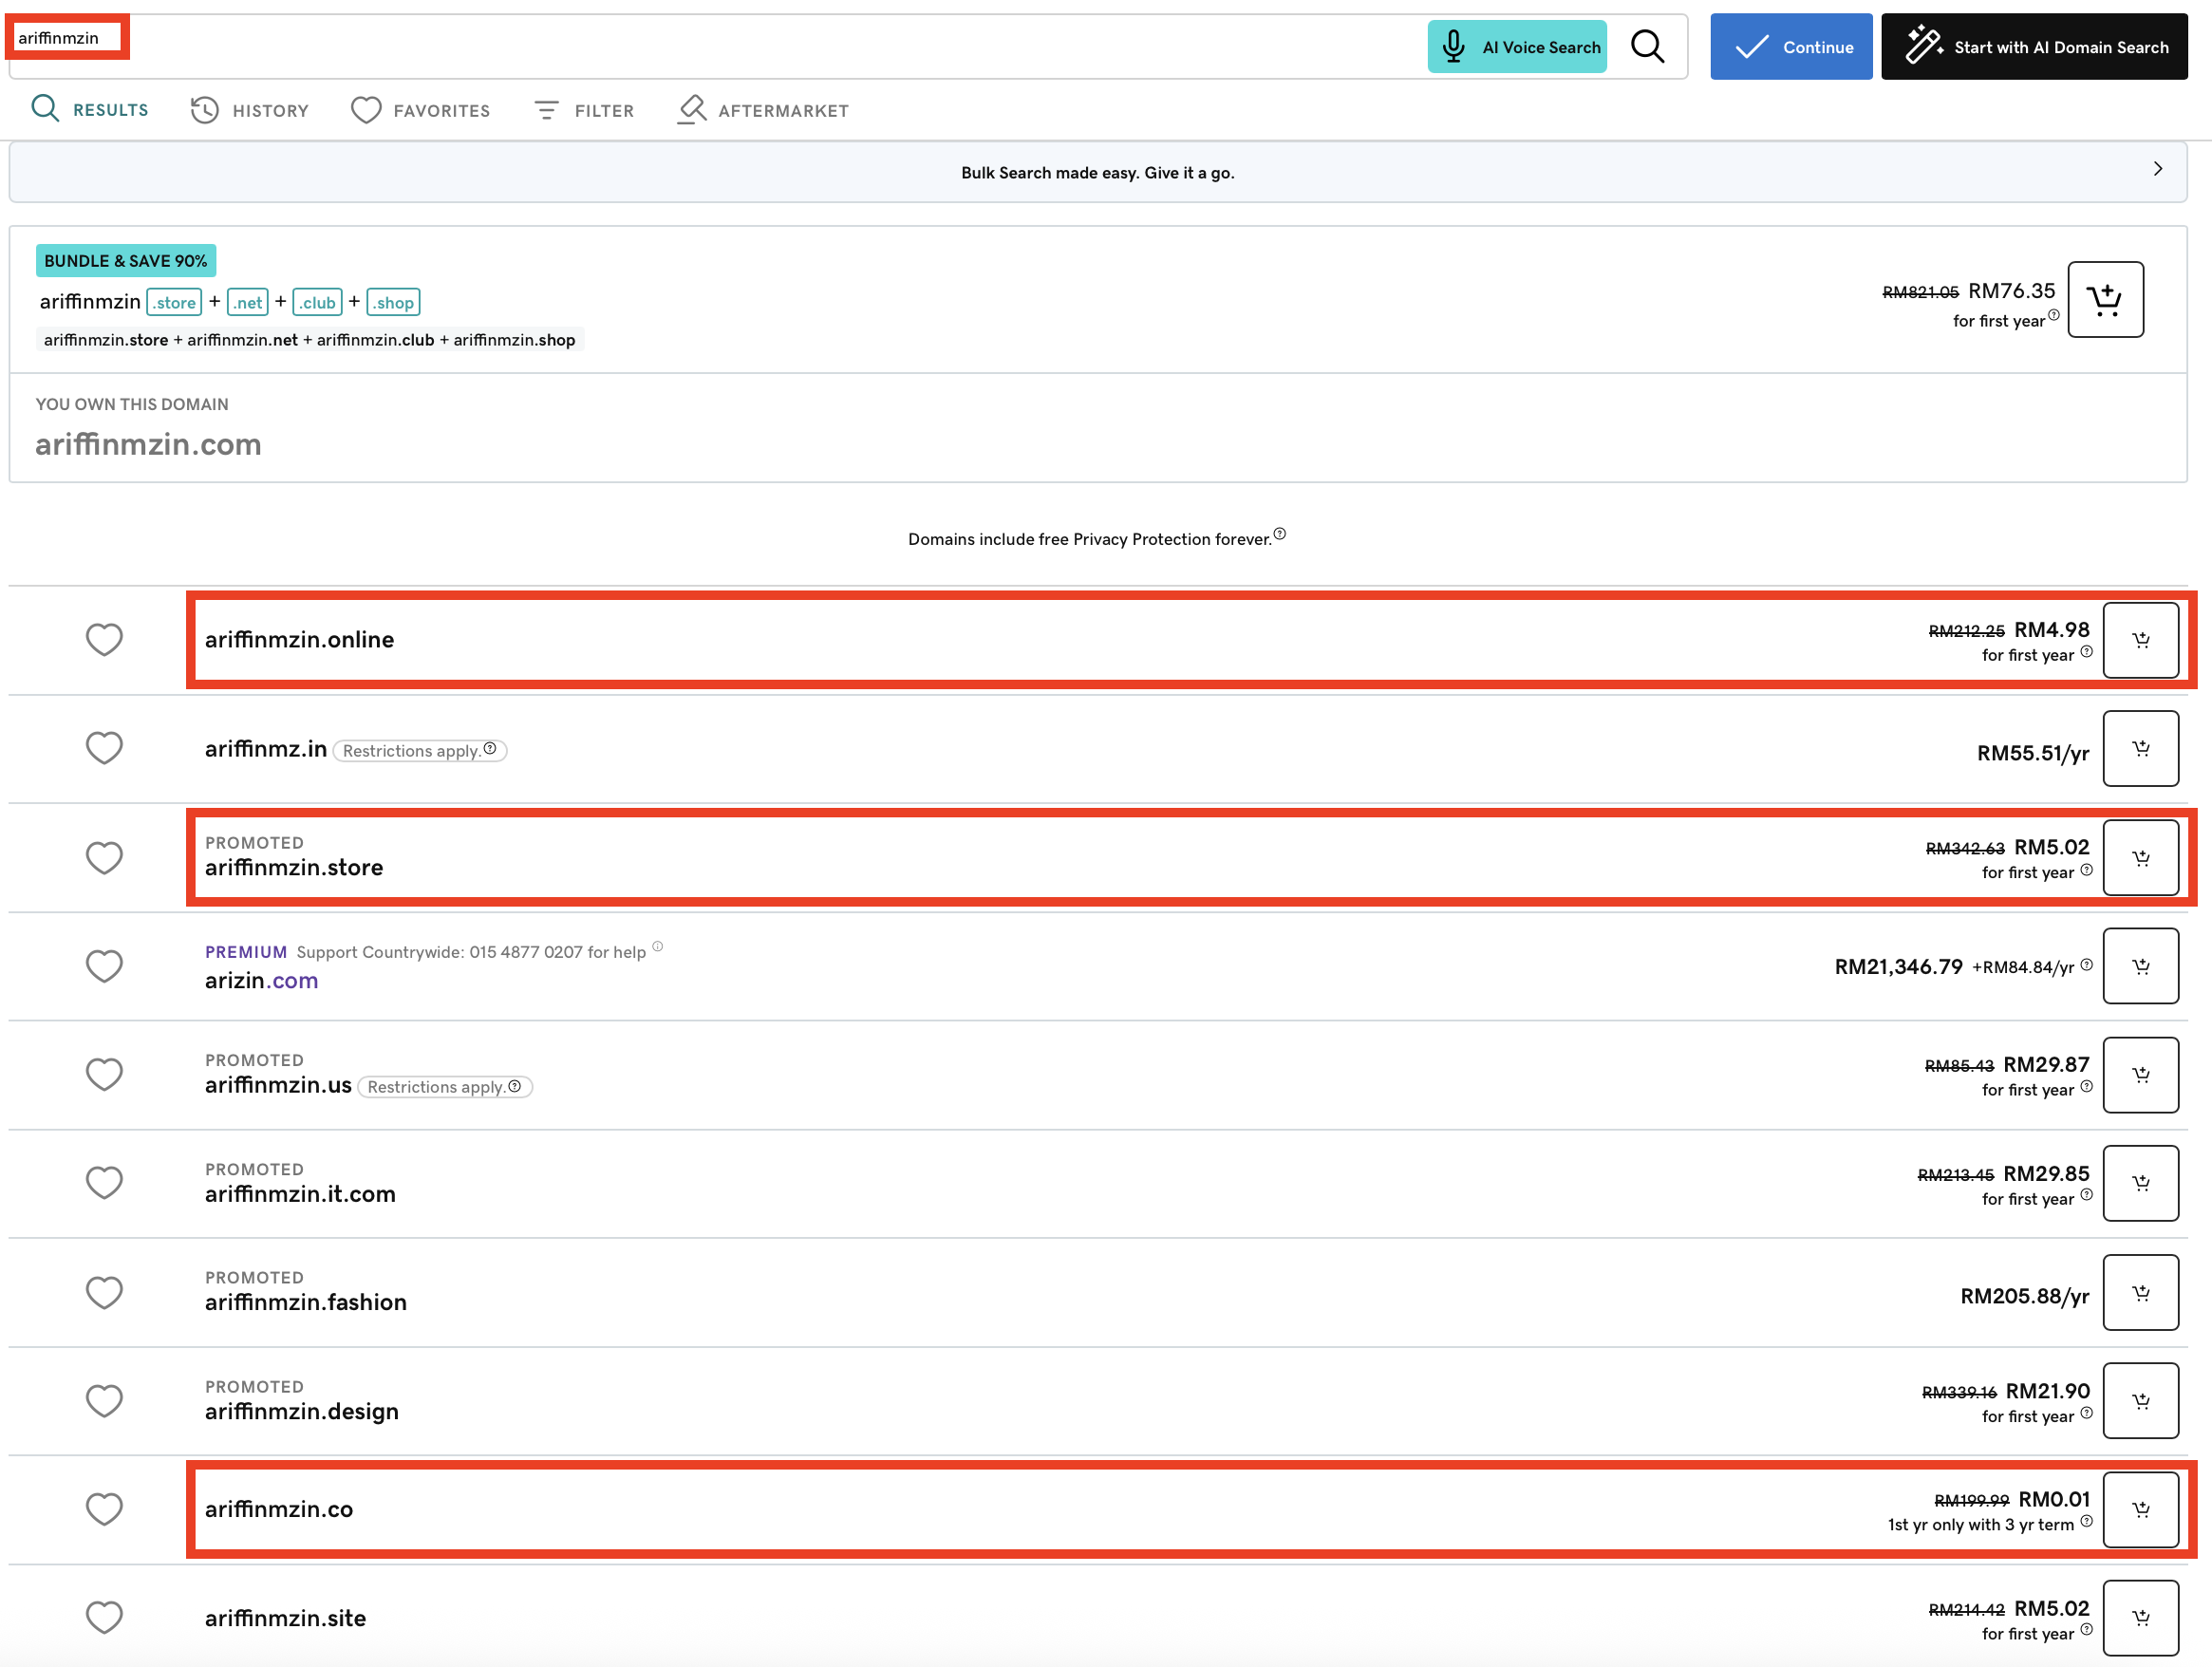 ariffinmzin
AI Voice Search
Continue
Start with AI Domain Search
RESULTS
HISTORY
FAVORITES
FILTER
AFTERMARKET
Bulk Search made easy. Give it a go.
BUNDLE & SAVE 90%
ariffinmzin .store + .net + .club + .shop
ariffinmzin.store + ariffinmzin.net + ariffinmzin.club + ariffinmzin.shop
RM821.05 RM76.35
for first year
YOU OWN THIS DOMAIN
ariffinmzin.com
Domains include free Privacy Protection forever.
ariffinmzin.online
RM212.25 RM4.98
for first year
ariffinmz.in Restrictions apply.
RM55.51/yr
PROMOTED
ariffinmzin.store
RM342.63 RM5.02
for first year
PREMIUM Support Countrywide: 015 4877 0207 for help
arizin.com
RM21,346.79 +RM84.84/yr
PROMOTED
ariffinmzin.us Restrictions apply.
RM85.43 RM29.87
for first year
PROMOTED
ariffinmzin.it.com
RM213.45 RM29.85
for first year
PROMOTED
ariffinmzin.fashion
RM205.88/yr
PROMOTED
ariffinmzin.design
RM339.16 RM21.90
for first year
ariffinmzin.co
RM199.99 RM0.01
1st yr only with 3 yr term
ariffinmzin.site
RM214.42 RM5.02
for first year